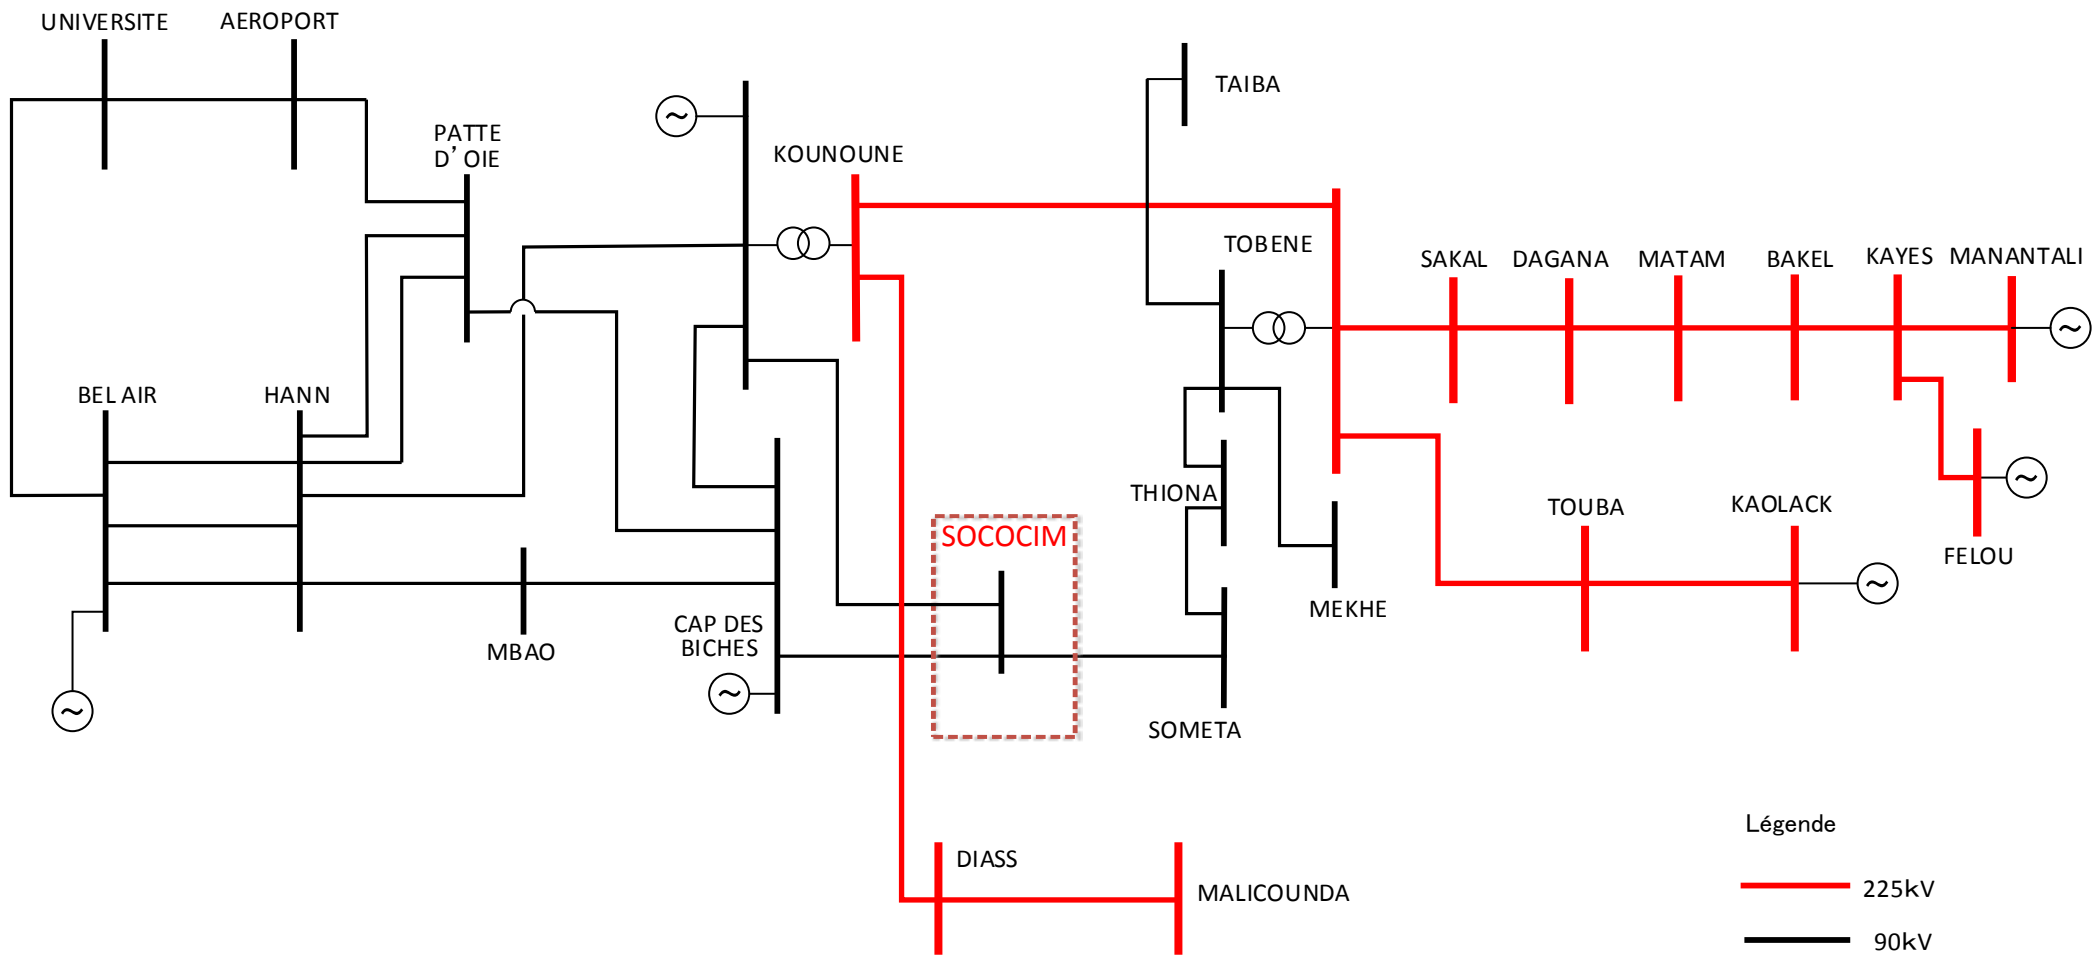 UNIVERSITE
AEROPORT
TAIBA
PATTE
D’ OIE
KOUNOUNE
TOBENE
SAKAL
DAGANA
MATAM
BAKEL
KAYES
MANANTALI
BEL AIR
HANN
THIONA
TOUBA
KAOLACK
SOCOCIM
FELOU
MEKHE
CAP DES
BICHES
MBAO
SOMETA
Légende
DIASS
MALICOUNDA
225kV
90kV